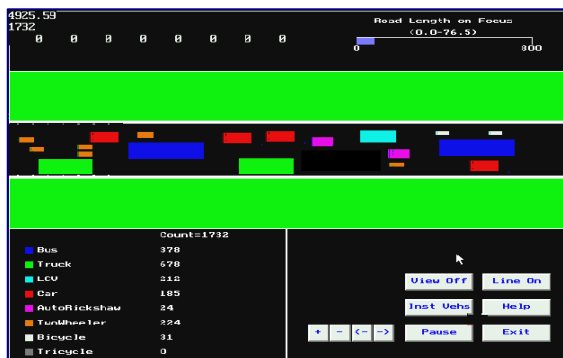 4925.59
1732
0 0 0 0 0 0 0 0
Road Length on Focus
(0.0-76.5)
0 800
Count=1732
Bus 378
Truck 678
LCV 212
Car 185
AutoRickshaw 24
TwoWheeler 224
Bicycle 31
Tricycle 0
View Off Line On
Inst Vehs Help
+ - <- -> Pause Exit